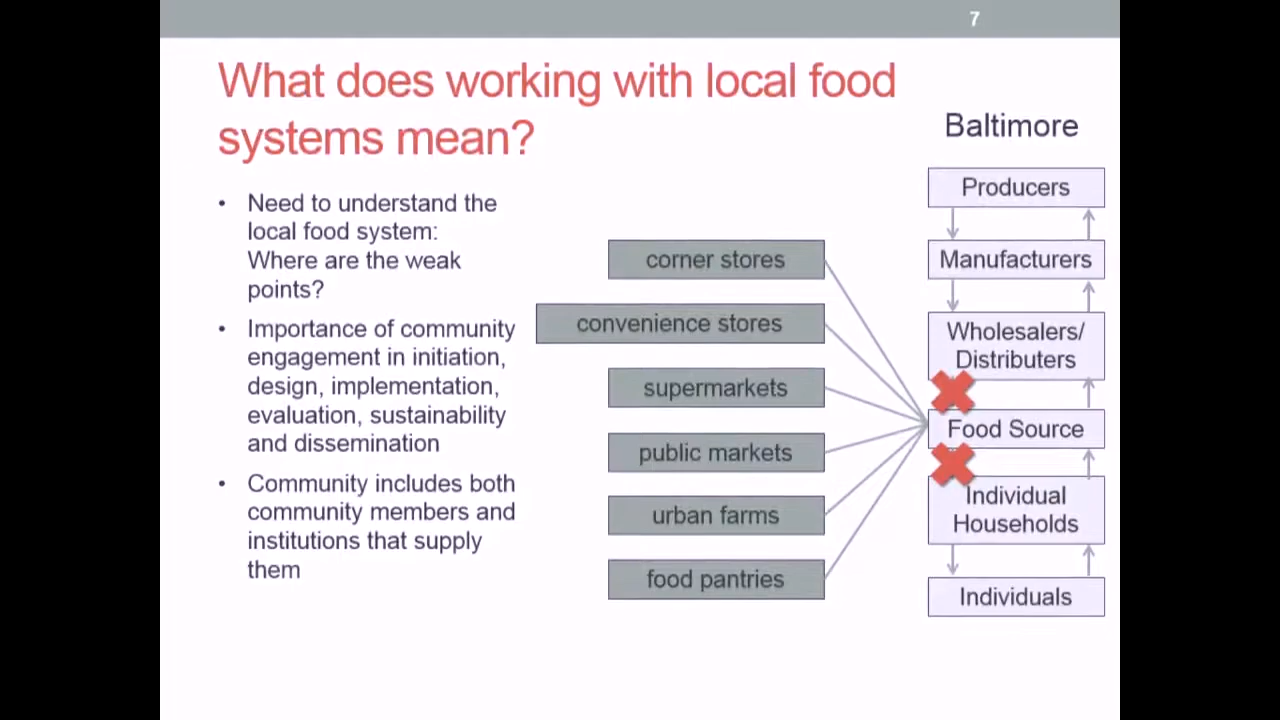 7
What does working with local food
systems mean?
• Need to understand the
local food system:
Where are the weak
points?
• Importance of community
engagement in initiation,
design, implementation,
evaluation, sustainability
and dissemination
• Community includes both
community members and
institutions that supply
them
corner stores
convenience stores
supermarkets
public markets
urban farms
food pantries
Baltimore
Producers
Manufacturers
Wholesalers/
Distributers
Food Source
Individual
Households
Individuals